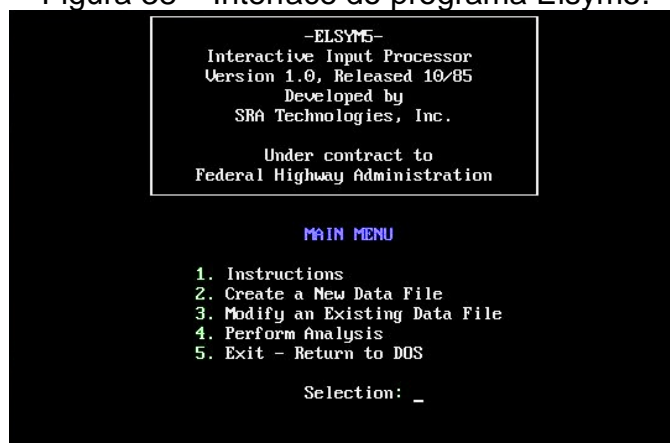 Figura 38 – Interface do programa Elsym5.
-ELSYM5-
Interactive Input Processor
Version 1.0, Released 10/85
Developed by
SRA Technologies, Inc.
Under contract to
Federal Highway Administration
MAIN MENU
1. Instructions
2. Create a New Data File
3. Modify an Existing Data File
4. Perform Analysis
5. Exit - Return to DOS
Selection: _